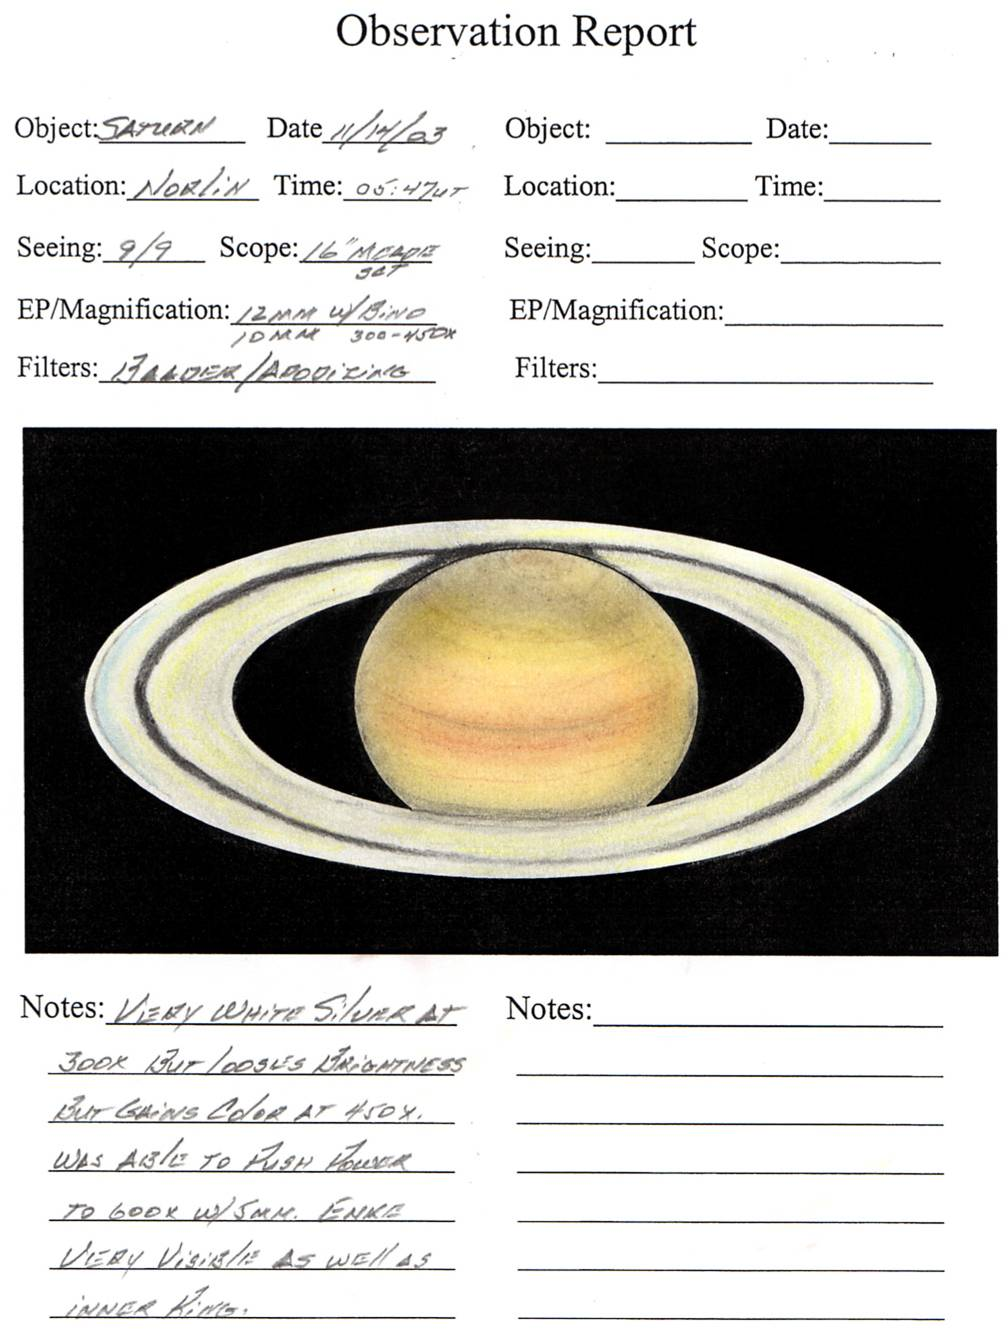 Observation Report
Object: SATURN Date 11/14/03 Object: Date:
Location: NORLIN Time: 05:47UT Location: Time:
Seeing: 9/9 Scope: 16" MEADE Seeing: Scope:
SCT
EP/Magnification: 12MM W/BINO EP/Magnification:
10MM 300-450X
Filters: BAADER/APODIZING Filters:
Notes: VERY WHITE SILVER AT Notes:
300X BUT LOOSES BRIGHTNESS
BUT GAINS COLOR AT 450X.
WAS ABLE TO PUSH POWER
TO 600X W/5MM. ENKE
VERY VISIBLE AS WELL AS
INNER RING.